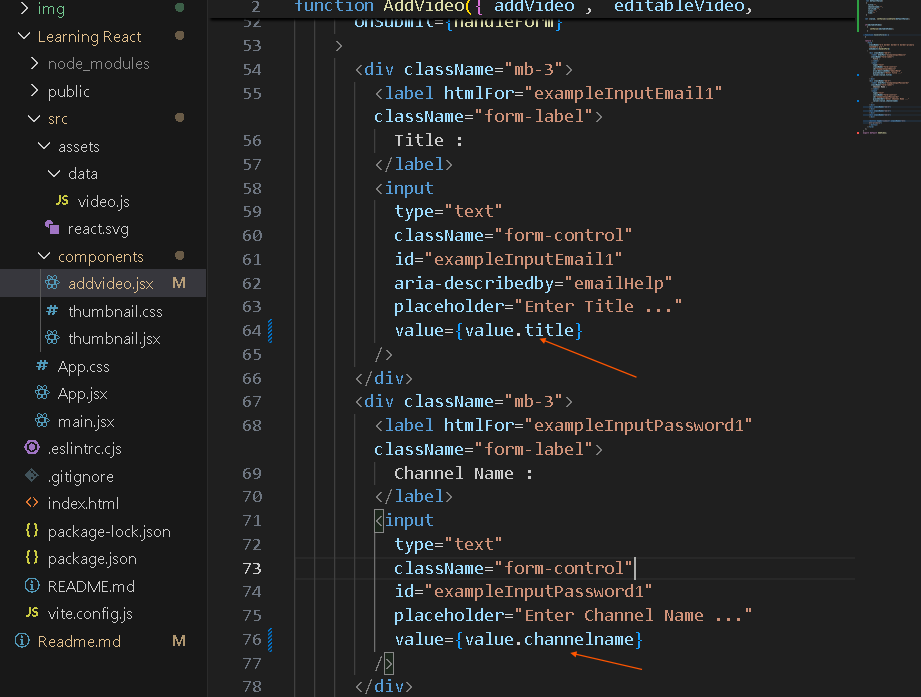 img
Learning React
node_modules
public
src
assets
data
JS video.js
react.svg
components
addvideo.jsx M
# thumbnail.css
thumbnail.jsx
# App.css
App.jsx
main.jsx
.eslintrc.cjs
.gitignore
<> index.html
{} package-lock.json
{} package.json
README.md
JS vite.config.js
Readme.md M
2 function AddVideo({ addVideo , editableVideo,
52 onSubmit={handleForm}
53 >
54 <div className="mb-3">
55 <label htmlFor="exampleInputEmail1"
className="form-label">
56 Title :
57 </label>
58 <input
59 type="text"
60 className="form-control"
61 id="exampleInputEmail1"
62 aria-describedby="emailHelp"
63 placeholder="Enter Title ..."
64 value={value.title}
65 />
66 </div>
67 <div className="mb-3">
68 <label htmlFor="exampleInputPassword1"
className="form-label">
69 Channel Name :
70 </label>
71 <input
72 type="text"
73 className="form-control"
74 id="exampleInputPassword1"
75 placeholder="Enter Channel Name ..."
76 value={value.channelname}
77 />
78 </div>